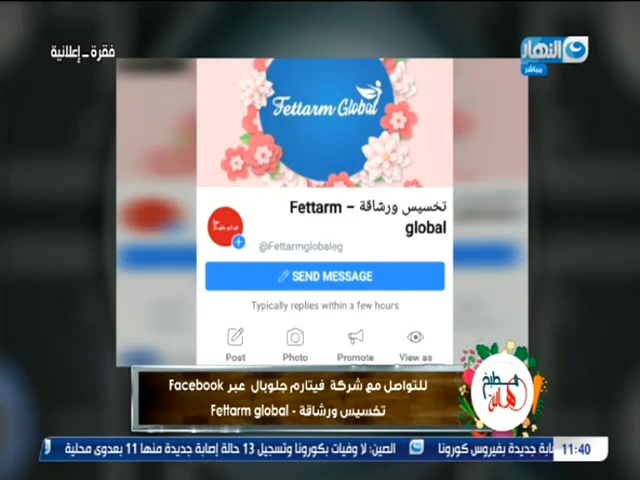 فقرة - إعلانية
النهار
مباشر
Fettarm Global
تخسيس ورشاقة – Fettarm
global
@Fettarmglobaleg
SEND MESSAGE
Typically replies within a few hours
Post
Photo
Promote
View as
للتواصل مع شركة فيتارم جلوبال عبر Facebook
تخسيس ورشاقة - Fettarm global
مطبخ
هالة
11:40
إصابة جديدة بفيروس كورونا
الصين: لا وفيات بكورونا وتسجيل 13 حالة إصابة جديدة منها 11 بعدوى محلية